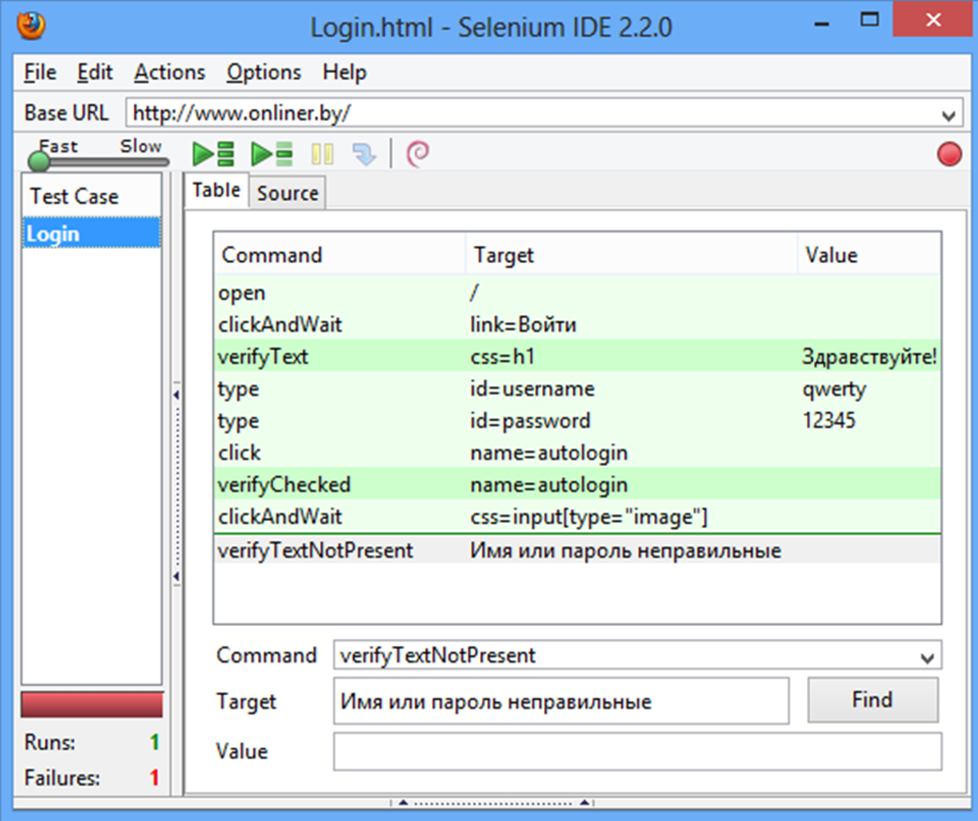 Login.html - Selenium IDE 2.2.0
File Edit Actions Options Help
Base URL http://www.onliner.by/
Fast Slow
Test Case
Login
Table Source
Command Target Value
open /
clickAndWait link=Войти
verifyText css=h1 Здравствуйте!
type id=username qwerty
type id=password 12345
click name=autologin
verifyChecked name=autologin
clickAndWait css=input[type="image"]
verifyTextNotPresent Имя или пароль неправильные
Command verifyTextNotPresent
Target Имя или пароль неправильные Find
Value
Runs: 1
Failures: 1